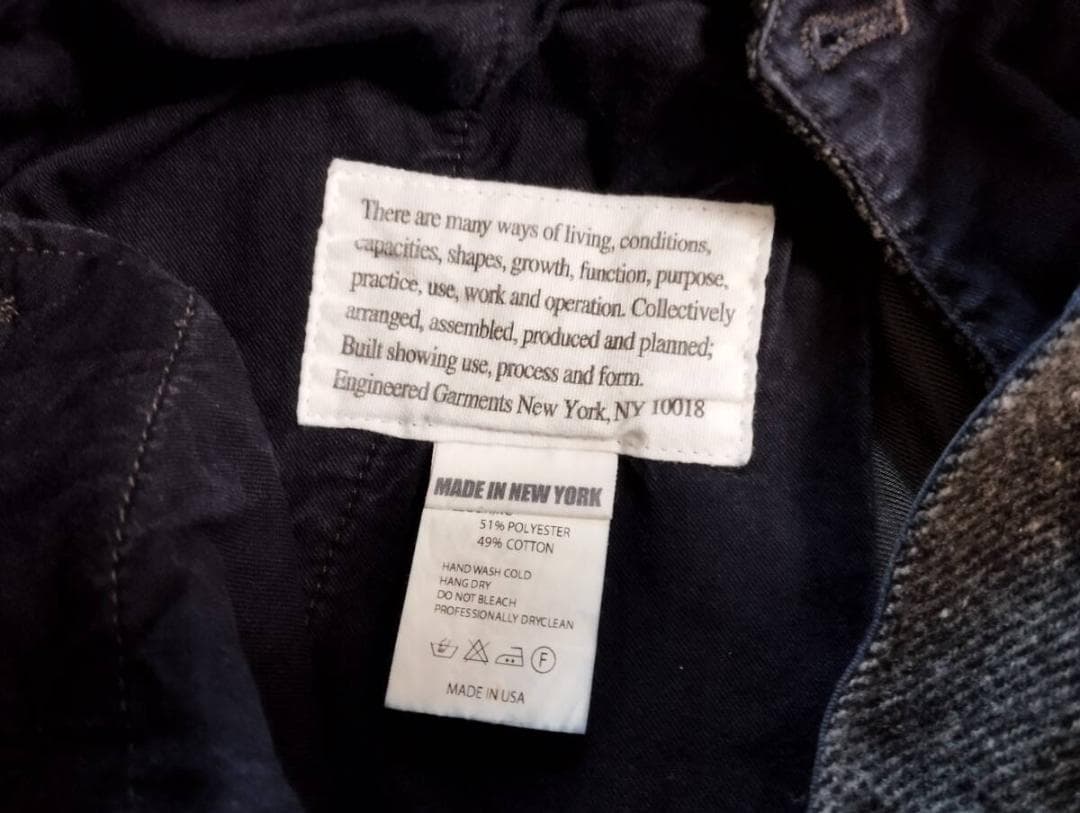 There are many ways of living, conditions,
capacities, shapes, growth, function, purpose,
practice, use, work and operation. Collectively
arranged, assembled, produced and planned;
Built showing use, process and form.
Engineered Garments New York, NY 10018
MADE IN NEW YORK
51% POLYESTER
49% COTTON
HAND WASH COLD
HANG DRY
DO NOT BLEACH
PROFESSIONALLY DRYCLEAN
F
MADE IN USA